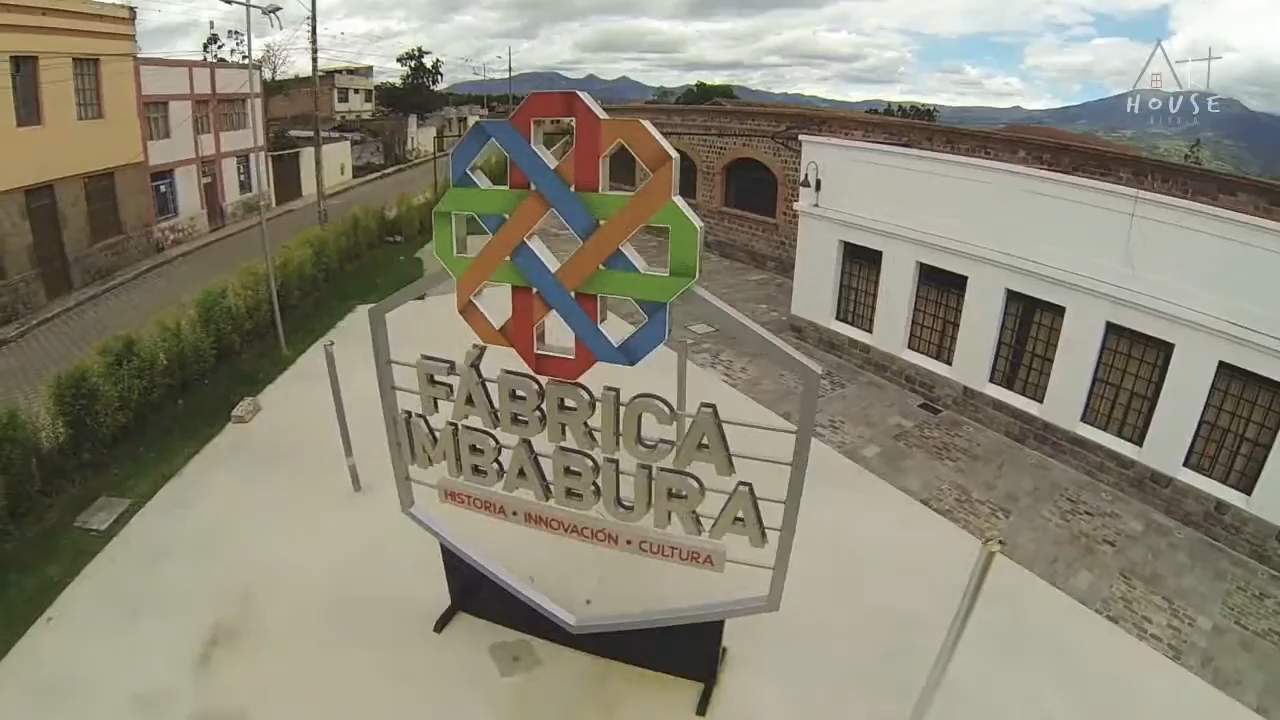 FÁBRICA
IMBABURA
HISTORIA • INNOVACIÓN • CULTURA
HOUSE